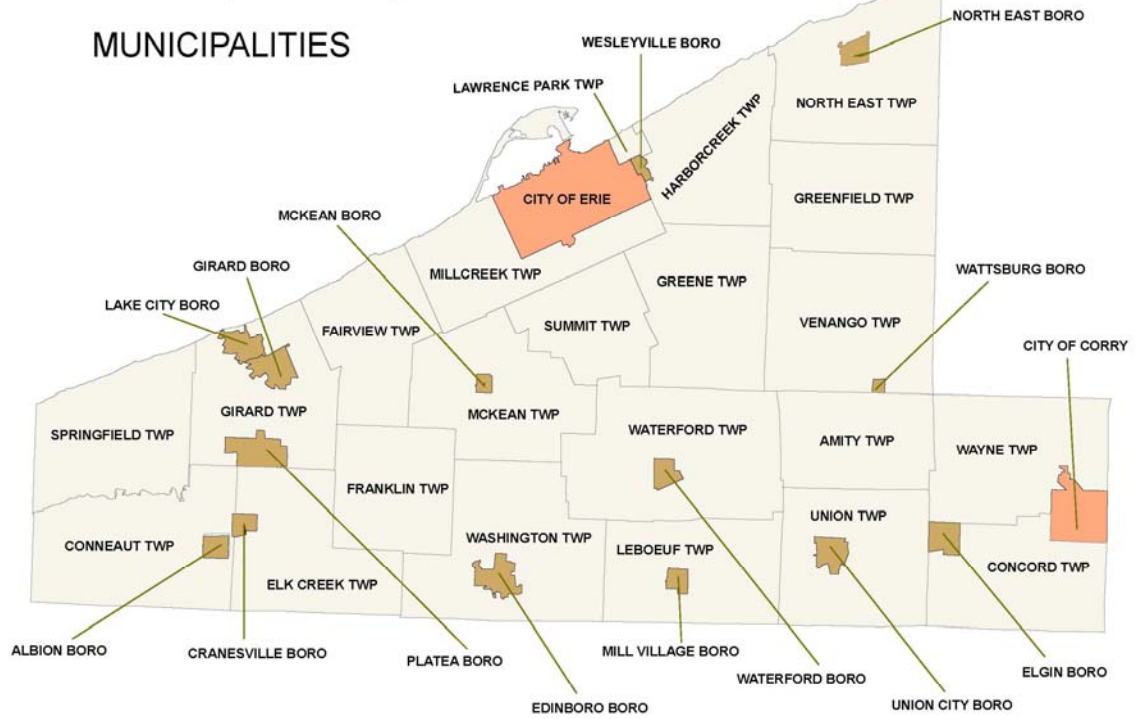 NORTH EAST BORO
MUNICIPALITIES
WESLEYVILLE BORO
LAWRENCE PARK TWP
NORTH EAST TWP
HARBORCREEK TWP
CITY OF ERIE
GREENFIELD TWP
MCKEAN BORO
GIRARD BORO
MILLCREEK TWP
GREENE TWP
WATTSBURG BORO
LAKE CITY BORO
FAIRVIEW TWP
SUMMIT TWP
VENANGO TWP
CITY OF CORRY
GIRARD TWP
MCKEAN TWP
SPRINGFIELD TWP
WATERFORD TWP
AMITY TWP
WAYNE TWP
FRANKLIN TWP
UNION TWP
CONNEAUT TWP
WASHINGTON TWP
LEBOEUF TWP
CONCORD TWP
ELK CREEK TWP
ALBION BORO
CRANESVILLE BORO
PLATEA BORO
MILL VILLAGE BORO
WATERFORD BORO
ELGIN BORO
EDINBORO BORO
UNION CITY BORO